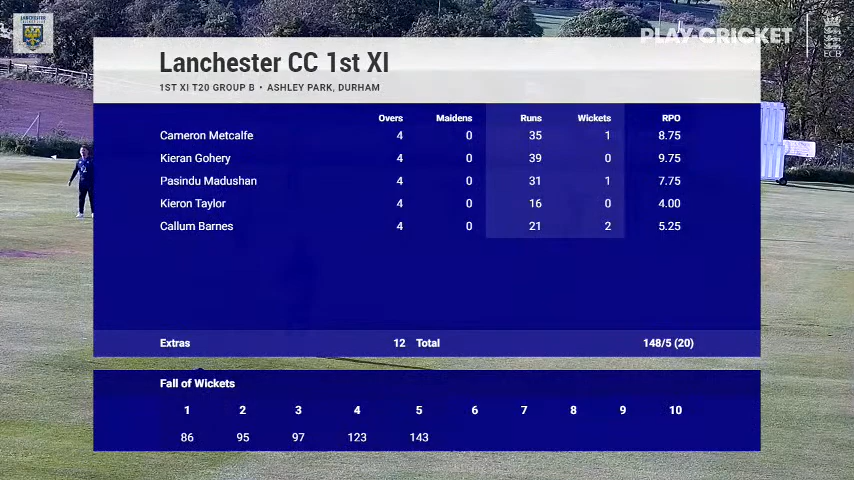 LANCHESTER
PLAY-CRICKET
ECB
Lanchester CC 1st XI
1ST XI T20 GROUP B • ASHLEY PARK, DURHAM
Overs Maidens Runs Wickets RPO
Cameron Metcalfe 4 0 35 1 8.75
Kieran Gohery 4 0 39 0 9.75
Pasindu Madushan 4 0 31 1 7.75
Kieron Taylor 4 0 16 0 4.00
Callum Barnes 4 0 21 2 5.25
Extras 12 Total 148/5 (20)
Fall of Wickets
1 2 3 4 5 6 7 8 9 10
86 95 97 123 143